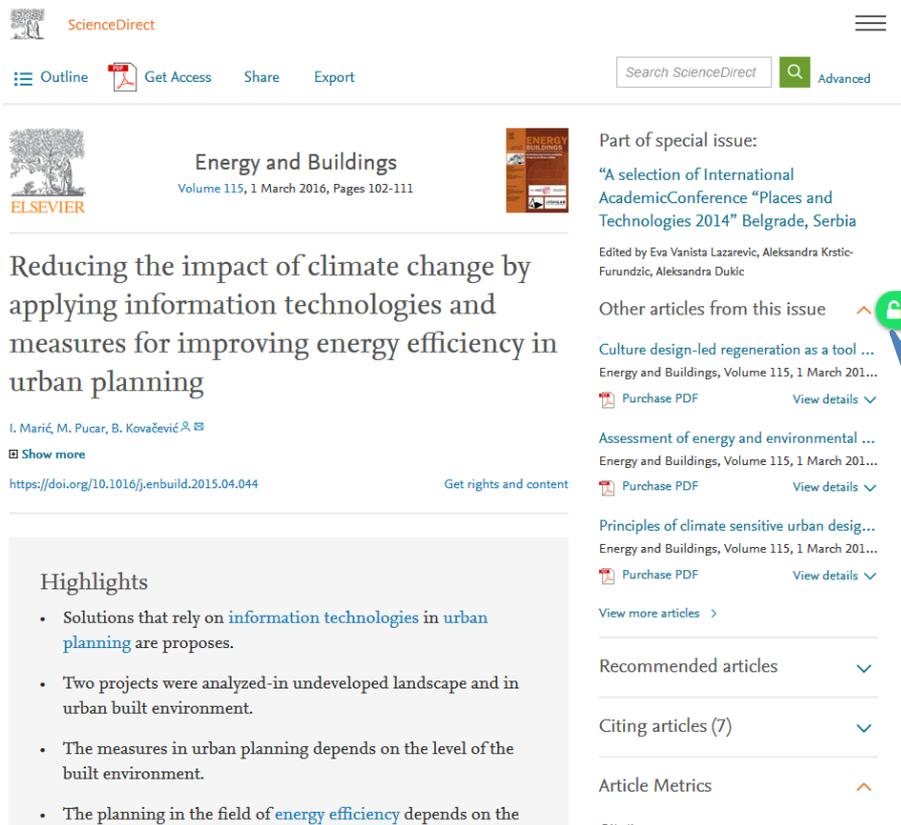 ScienceDirect
Outline
PDF
Get Access
Share
Export
Search ScienceDirect
Advanced
ELSEVIER
Energy and Buildings
Volume 115, 1 March 2016, Pages 102-111
ENERGY
BUILDINGS
Reducing the impact of climate change by
applying information technologies and
measures for improving energy efficiency in
urban planning
I. Marić, M. Pucar, B. Kovačević
Show more
https://doi.org/10.1016/j.enbuild.2015.04.044
Get rights and content
Highlights
• Solutions that rely on information technologies in urban
planning are proposes.
• Two projects were analyzed-in undeveloped landscape and in
urban built environment.
• The measures in urban planning depends on the level of the
built environment.
• The planning in the field of energy efficiency depends on the
Part of special issue:
“A selection of International
AcademicConference “Places and
Technologies 2014” Belgrade, Serbia
Edited by Eva Vanista Lazarevic, Aleksandra Krstic-
Furundzic, Aleksandra Dukic
Other articles from this issue
Culture design-led regeneration as a tool ...
Energy and Buildings, Volume 115, 1 March 201...
Purchase PDF
View details
Assessment of energy and environmental ...
Energy and Buildings, Volume 115, 1 March 201...
Purchase PDF
View details
Principles of climate sensitive urban desig...
Energy and Buildings, Volume 115, 1 March 201...
Purchase PDF
View details
View more articles
Recommended articles
Citing articles (7)
Article Metrics